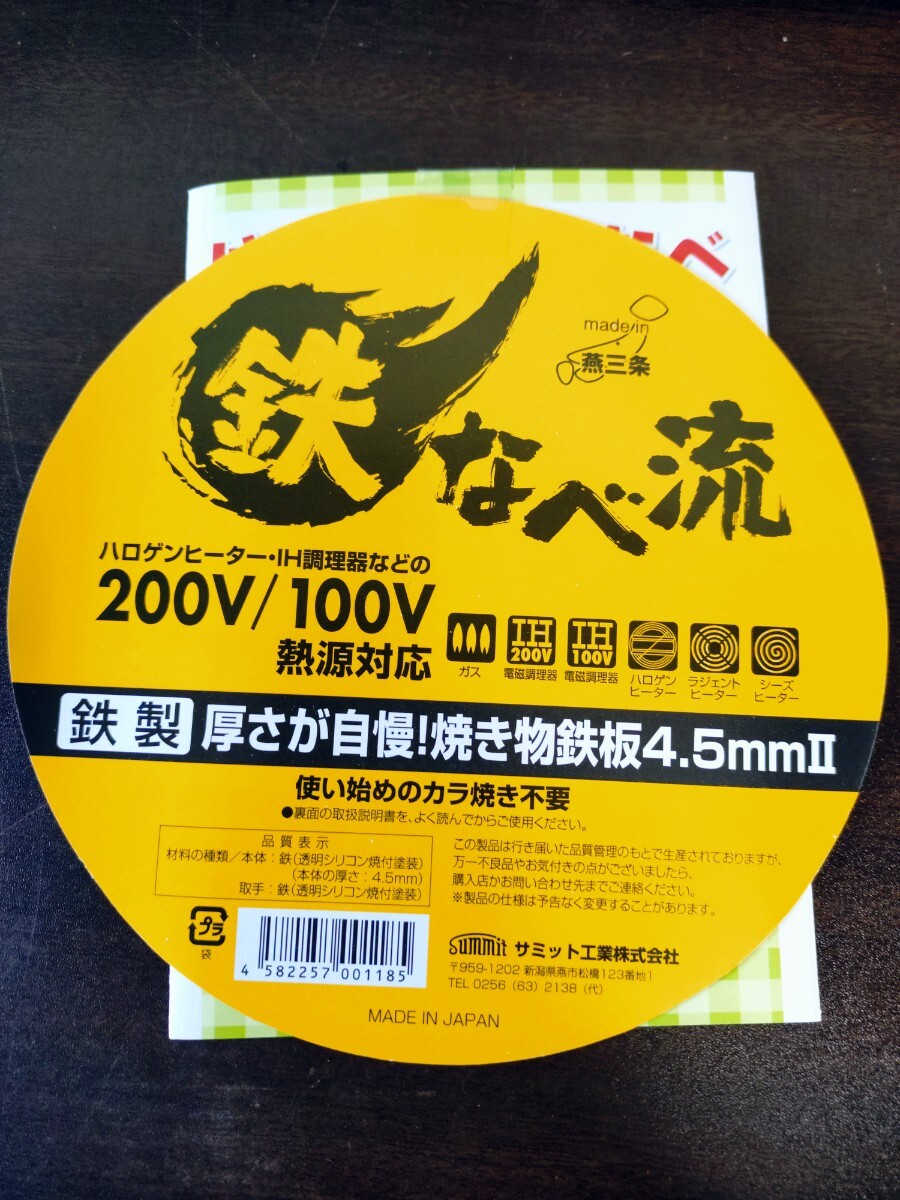 made in
燕三条
鉄なべ流
ハロゲンヒーター・IH調理器などの
200V/100V
熱源対応
ガス
IH
200V
電磁調理器
IH
100V
電磁調理器
ハロゲン
ヒーター
ラジェント
ヒーター
シーズ
ヒーター
鉄製 厚さが自慢!焼き物鉄板4.5mmⅡ
使い始めのカラ焼き不要
●裏面の取扱説明書を、よく読んでからご使用ください。
品質表示
材料の種類/本体:鉄(透明シリコン焼付塗装)
(本体の厚さ:4.5mm)
取手:鉄(透明シリコン焼付塗装)
この製品は行き届いた品質管理のもとで生産されておりますが、
万一不良品やお気付きの点がございましたら、
購入店かお問い合わせ先までご連絡ください。
※製品の仕様は予告なく変更することがあります。
プラ
袋
4 582257 001185
Summit サミット工業株式会社
〒959-1202 新潟県燕市松橋123番地1
TEL 0256(63)2138(代)
MADE IN JAPAN